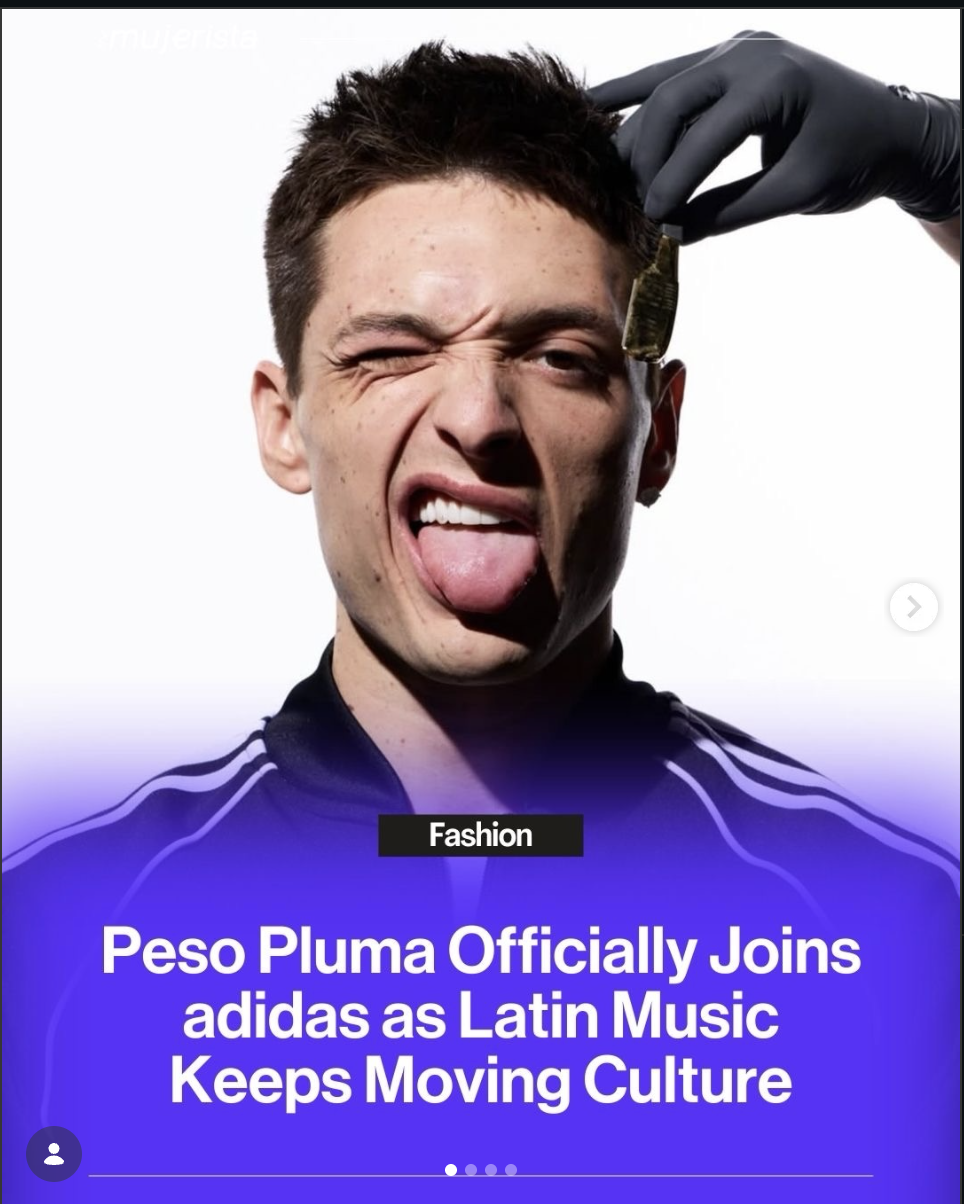 mujerista
Fashion
Peso Pluma Officially Joins
adidas as Latin Music
Keeps Moving Culture